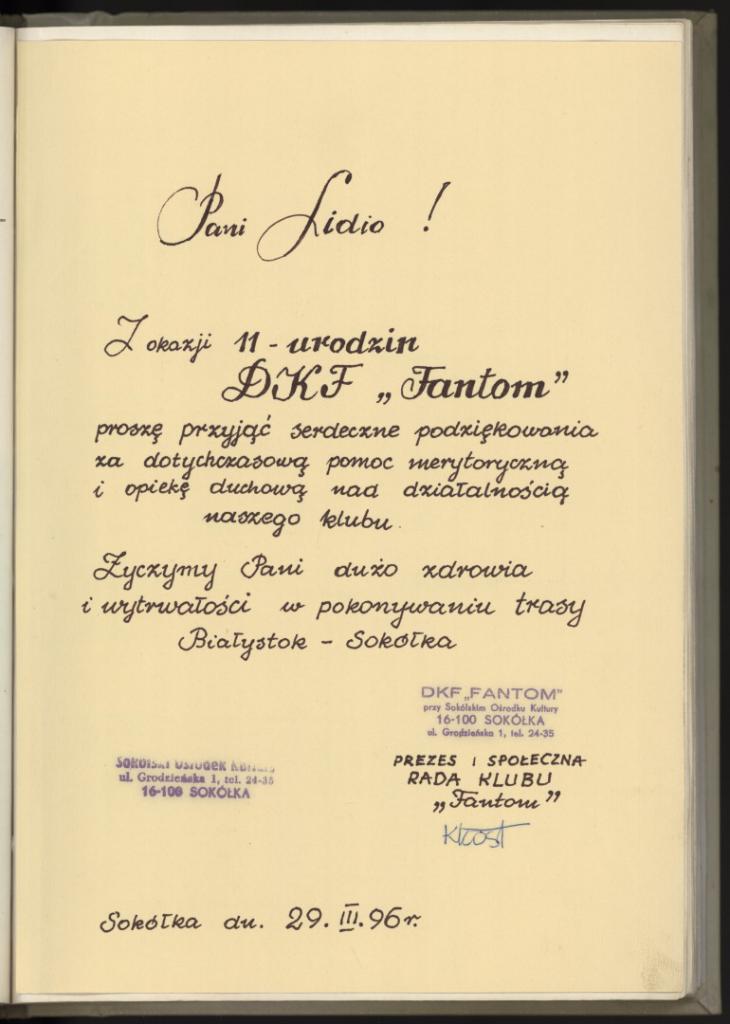 Pani Lidio !
Z okazji 11-urodzin
DKF „Fantom”
proszę przyjąć serdeczne podziękowania
za dotychczasową pomoc merytoryczną
i opiekę duchową nad działalnością
naszego klubu.
Życzymy Pani dużo zdrowia
i wytrwałości w pokonywaniu trasy
Białystok - Sokółka
DKF „FANTOM”
przy Sokólskim Ośrodku Kultury
16-100 SOKÓŁKA
ul. Grodzieńska 1, tel. 24-35
SOKÓLSKI OŚRODEK KULTURY
ul. Grodzieńska 1, tel. 24-35
16-100 SOKÓŁKA
PREZES I SPOŁECZNA
RADA KLUBU
„Fantom”
Sokółka dn. 29. III. 96 r.